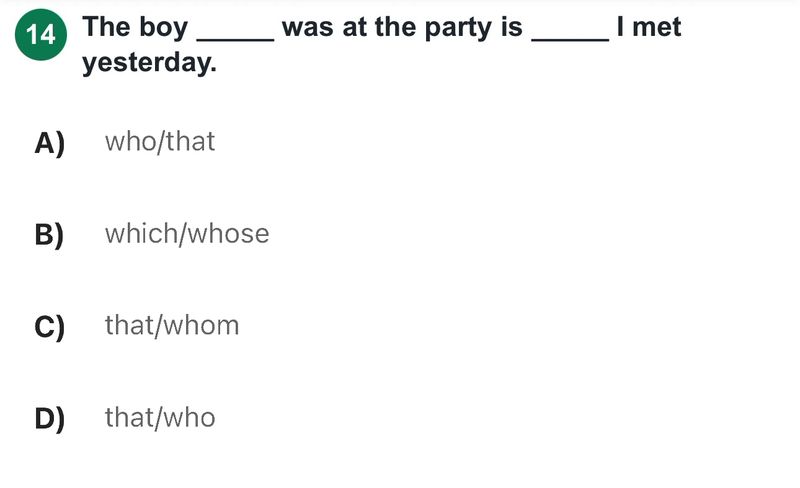 14 The boy _____ was at the party is _____ I met
yesterday.
A) who/that
B) which/whose
C) that/whom
D) that/who